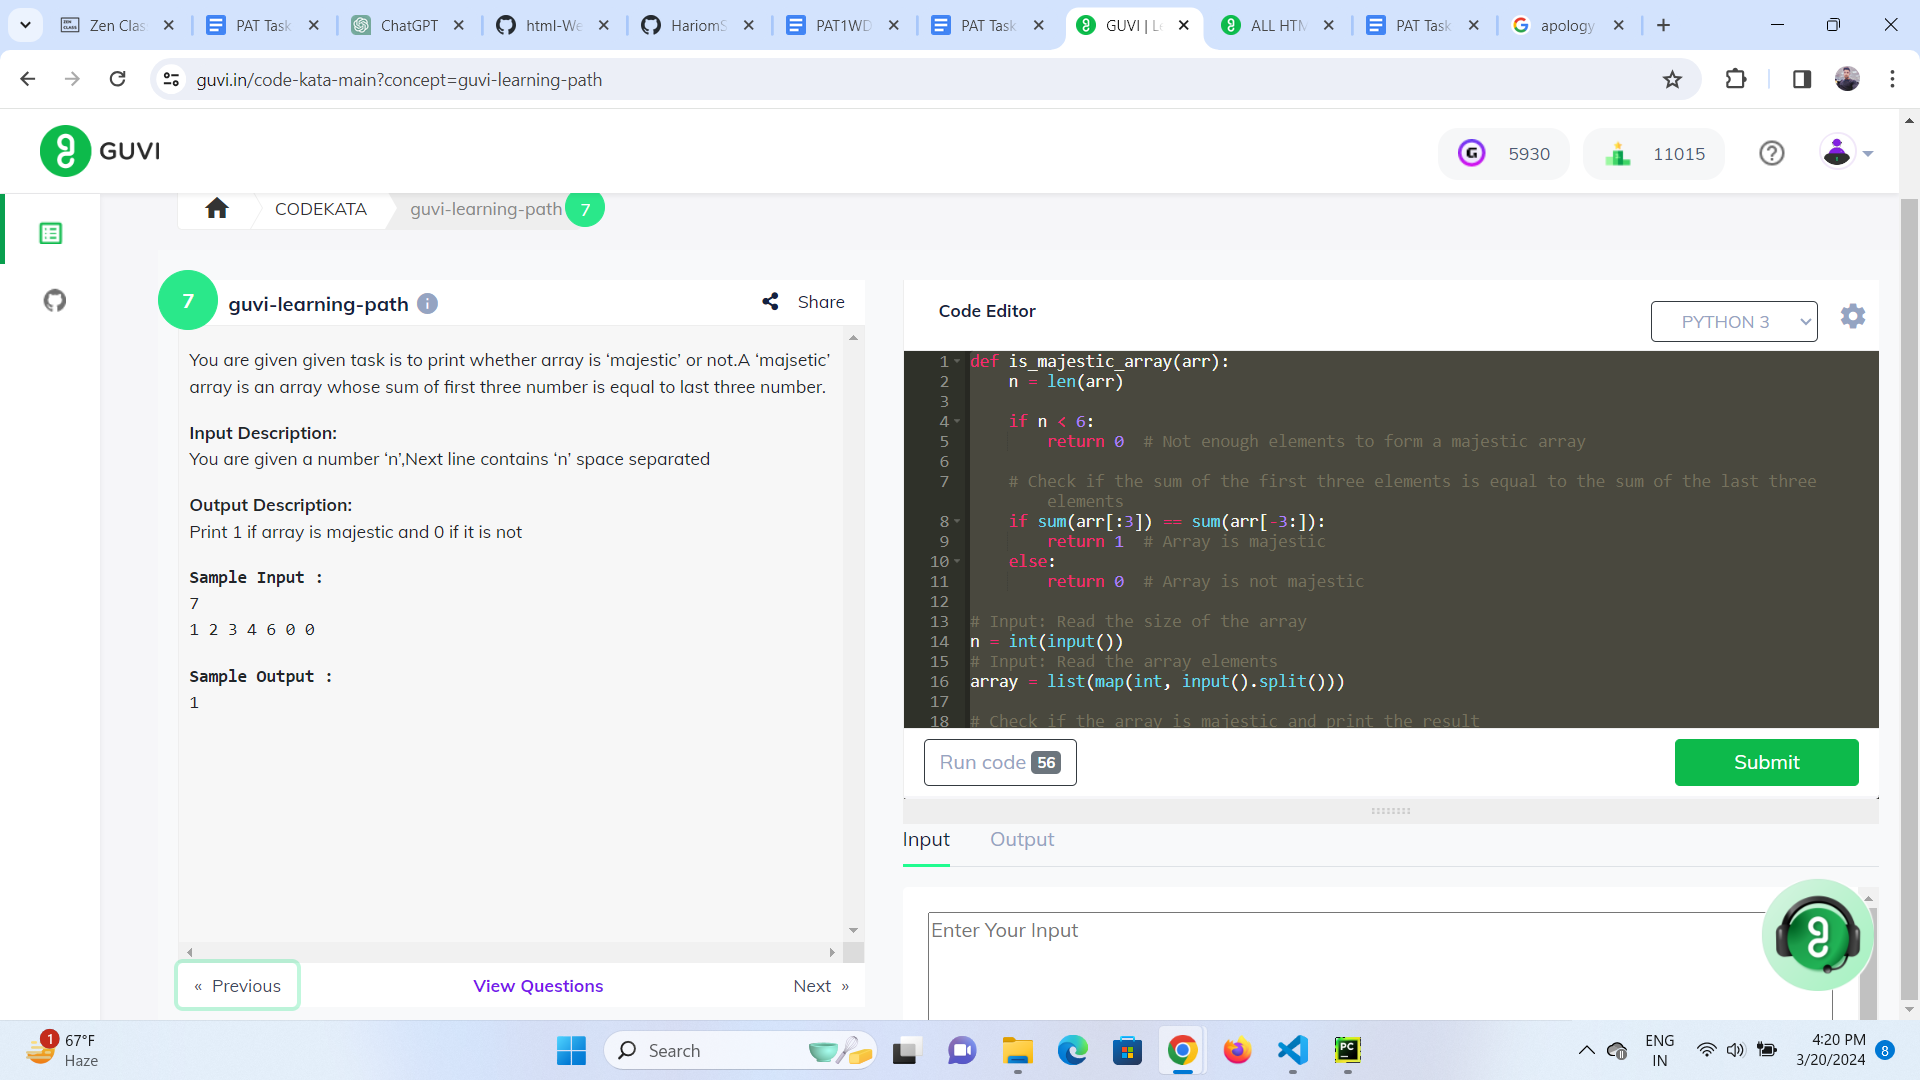 Zen Clas
PAT Task
ChatGPT
html-We
HariomS
PAT1WD
PAT Task
GUVI | Le
ALL HTM
PAT Task
apology
guvi.in/code-kata-main?concept=guvi-learning-path
GUVI
5930
11015
CODEKATA
guvi-learning-path
7
7
guvi-learning-path
Share
You are given given task is to print whether array is ‘majestic’ or not.A ‘majsetic’
array is an array whose sum of first three number is equal to last three number.
Input Description:
You are given a number ‘n’,Next line contains ‘n’ space separated
Output Description:
Print 1 if array is majestic and 0 if it is not
Sample Input :
7
1 2 3 4 6 0 0
Sample Output :
1
« Previous
View Questions
Next »
Code Editor
PYTHON 3
1 def is_majestic_array(arr):
2 n = len(arr)
3
4 if n < 6:
5 return 0 # Not enough elements to form a majestic array
6
7 # Check if the sum of the first three elements is equal to the sum of the last three
elements
8 if sum(arr[:3]) == sum(arr[-3:]):
9 return 1 # Array is majestic
10 else:
11 return 0 # Array is not majestic
12
13 # Input: Read the size of the array
14 n = int(input())
15 # Input: Read the array elements
16 array = list(map(int, input().split()))
17
18 # Check if the array is majestic and print the result
Run code 56
Submit
Input
Output
Enter Your Input
1
67°F
Haze
Search
PC
ENG
IN
4:20 PM
3/20/2024
8